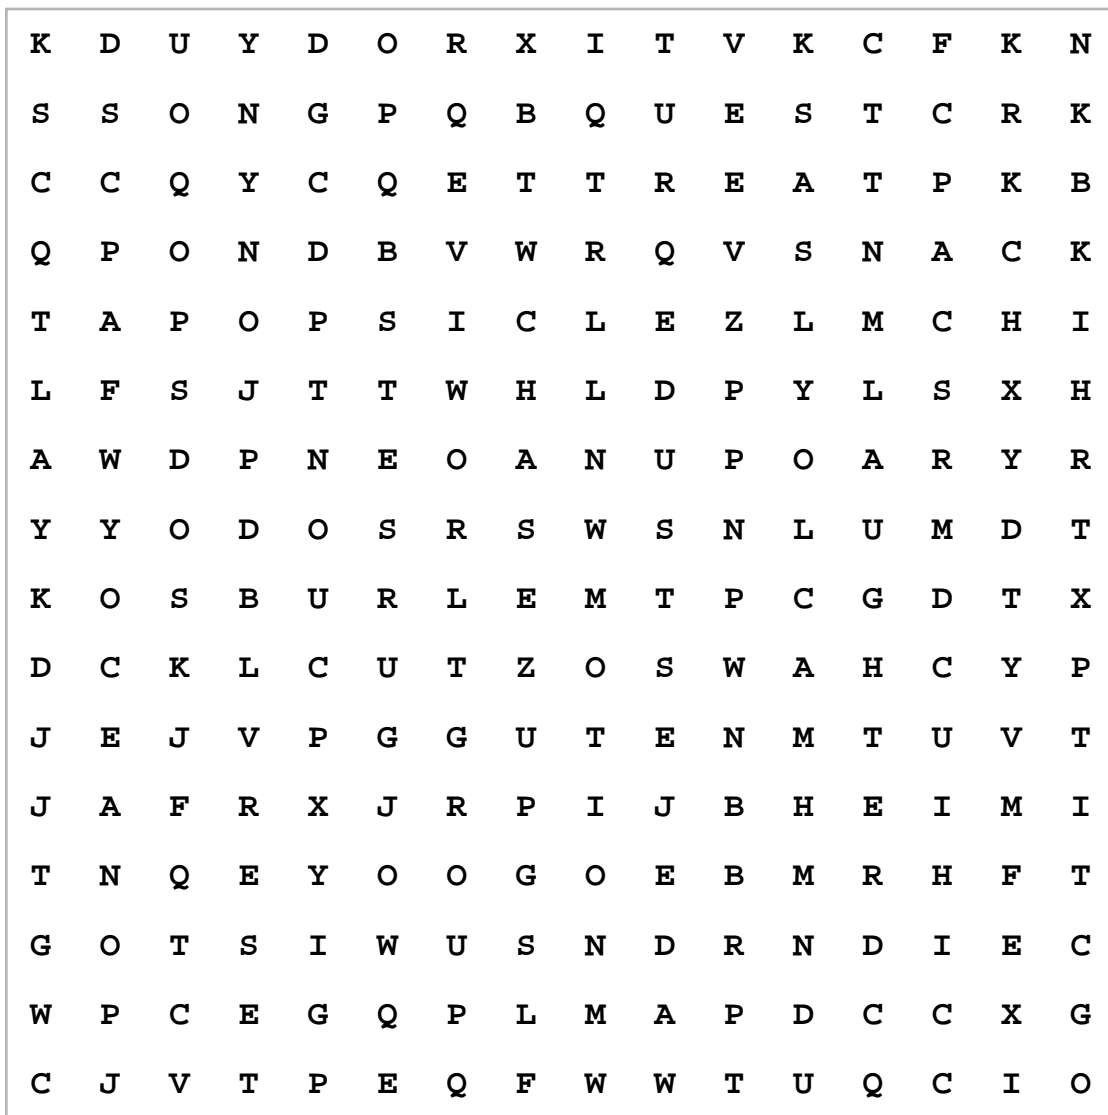 K D U Y D O R X I T V K C F K N
S S O N G P Q B Q U E S T C R K
C C Q Y C Q E T T R E A T P K B
Q P O N D B V W R Q V S N A C K
T A P O P S I C L E Z L M C H I
L F S J T T W H L D P Y L S X H
A W D P N E O A N U P O A R Y R
Y Y O D O S R S W S N L U M D T
K O S B U R L E M T P C G D T X
D C K L C U T Z O S W A H C Y P
J E J V P G G U T E N M T U V T
J A F R X J R P I J B H E I M I
T N Q E Y O O G O E B M R H F T
G O T S I W U S N D R N D I E C
W P C E G Q P L M A P D C C X G
C J V T P E Q F W W T U Q C I O